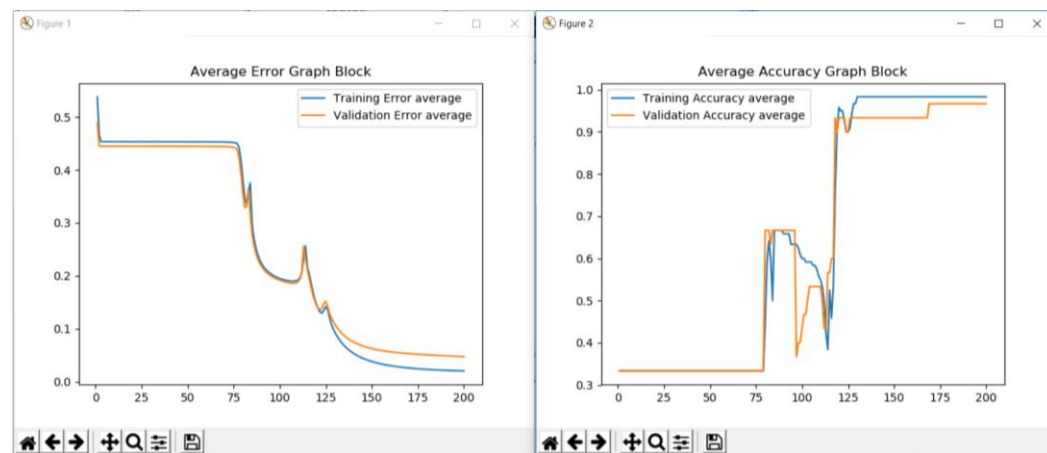 Figure 1
Average Error Graph Block
Training Error average
Validation Error average
0.5
0.4
0.3
0.2
0.1
0.0
0 25 50 75 100 125 150 175 200
Figure 2
Average Accuracy Graph Block
Training Accuracy average
Validation Accuracy average
1.0
0.9
0.8
0.7
0.6
0.5
0.4
0.3
0 25 50 75 100 125 150 175 200